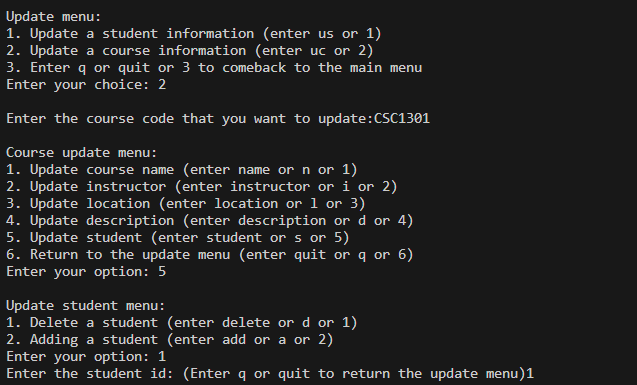 Update menu:
1. Update a student information (enter us or 1)
2. Update a course information (enter uc or 2)
3. Enter q or quit or 3 to comeback to the main menu
Enter your choice: 2
Enter the course code that you want to update:CSC1301
Course update menu:
1. Update course name (enter name or n or 1)
2. Update instructor (enter instructor or i or 2)
3. Update location (enter location or l or 3)
4. Update description (enter description or d or 4)
5. Update student (enter student or s or 5)
6. Return to the update menu (enter quit or q or 6)
Enter your option: 5
Update student menu:
1. Delete a student (enter delete or d or 1)
2. Adding a student (enter add or a or 2)
Enter your option: 1
Enter the student id: (Enter q or quit to return the update menu)1